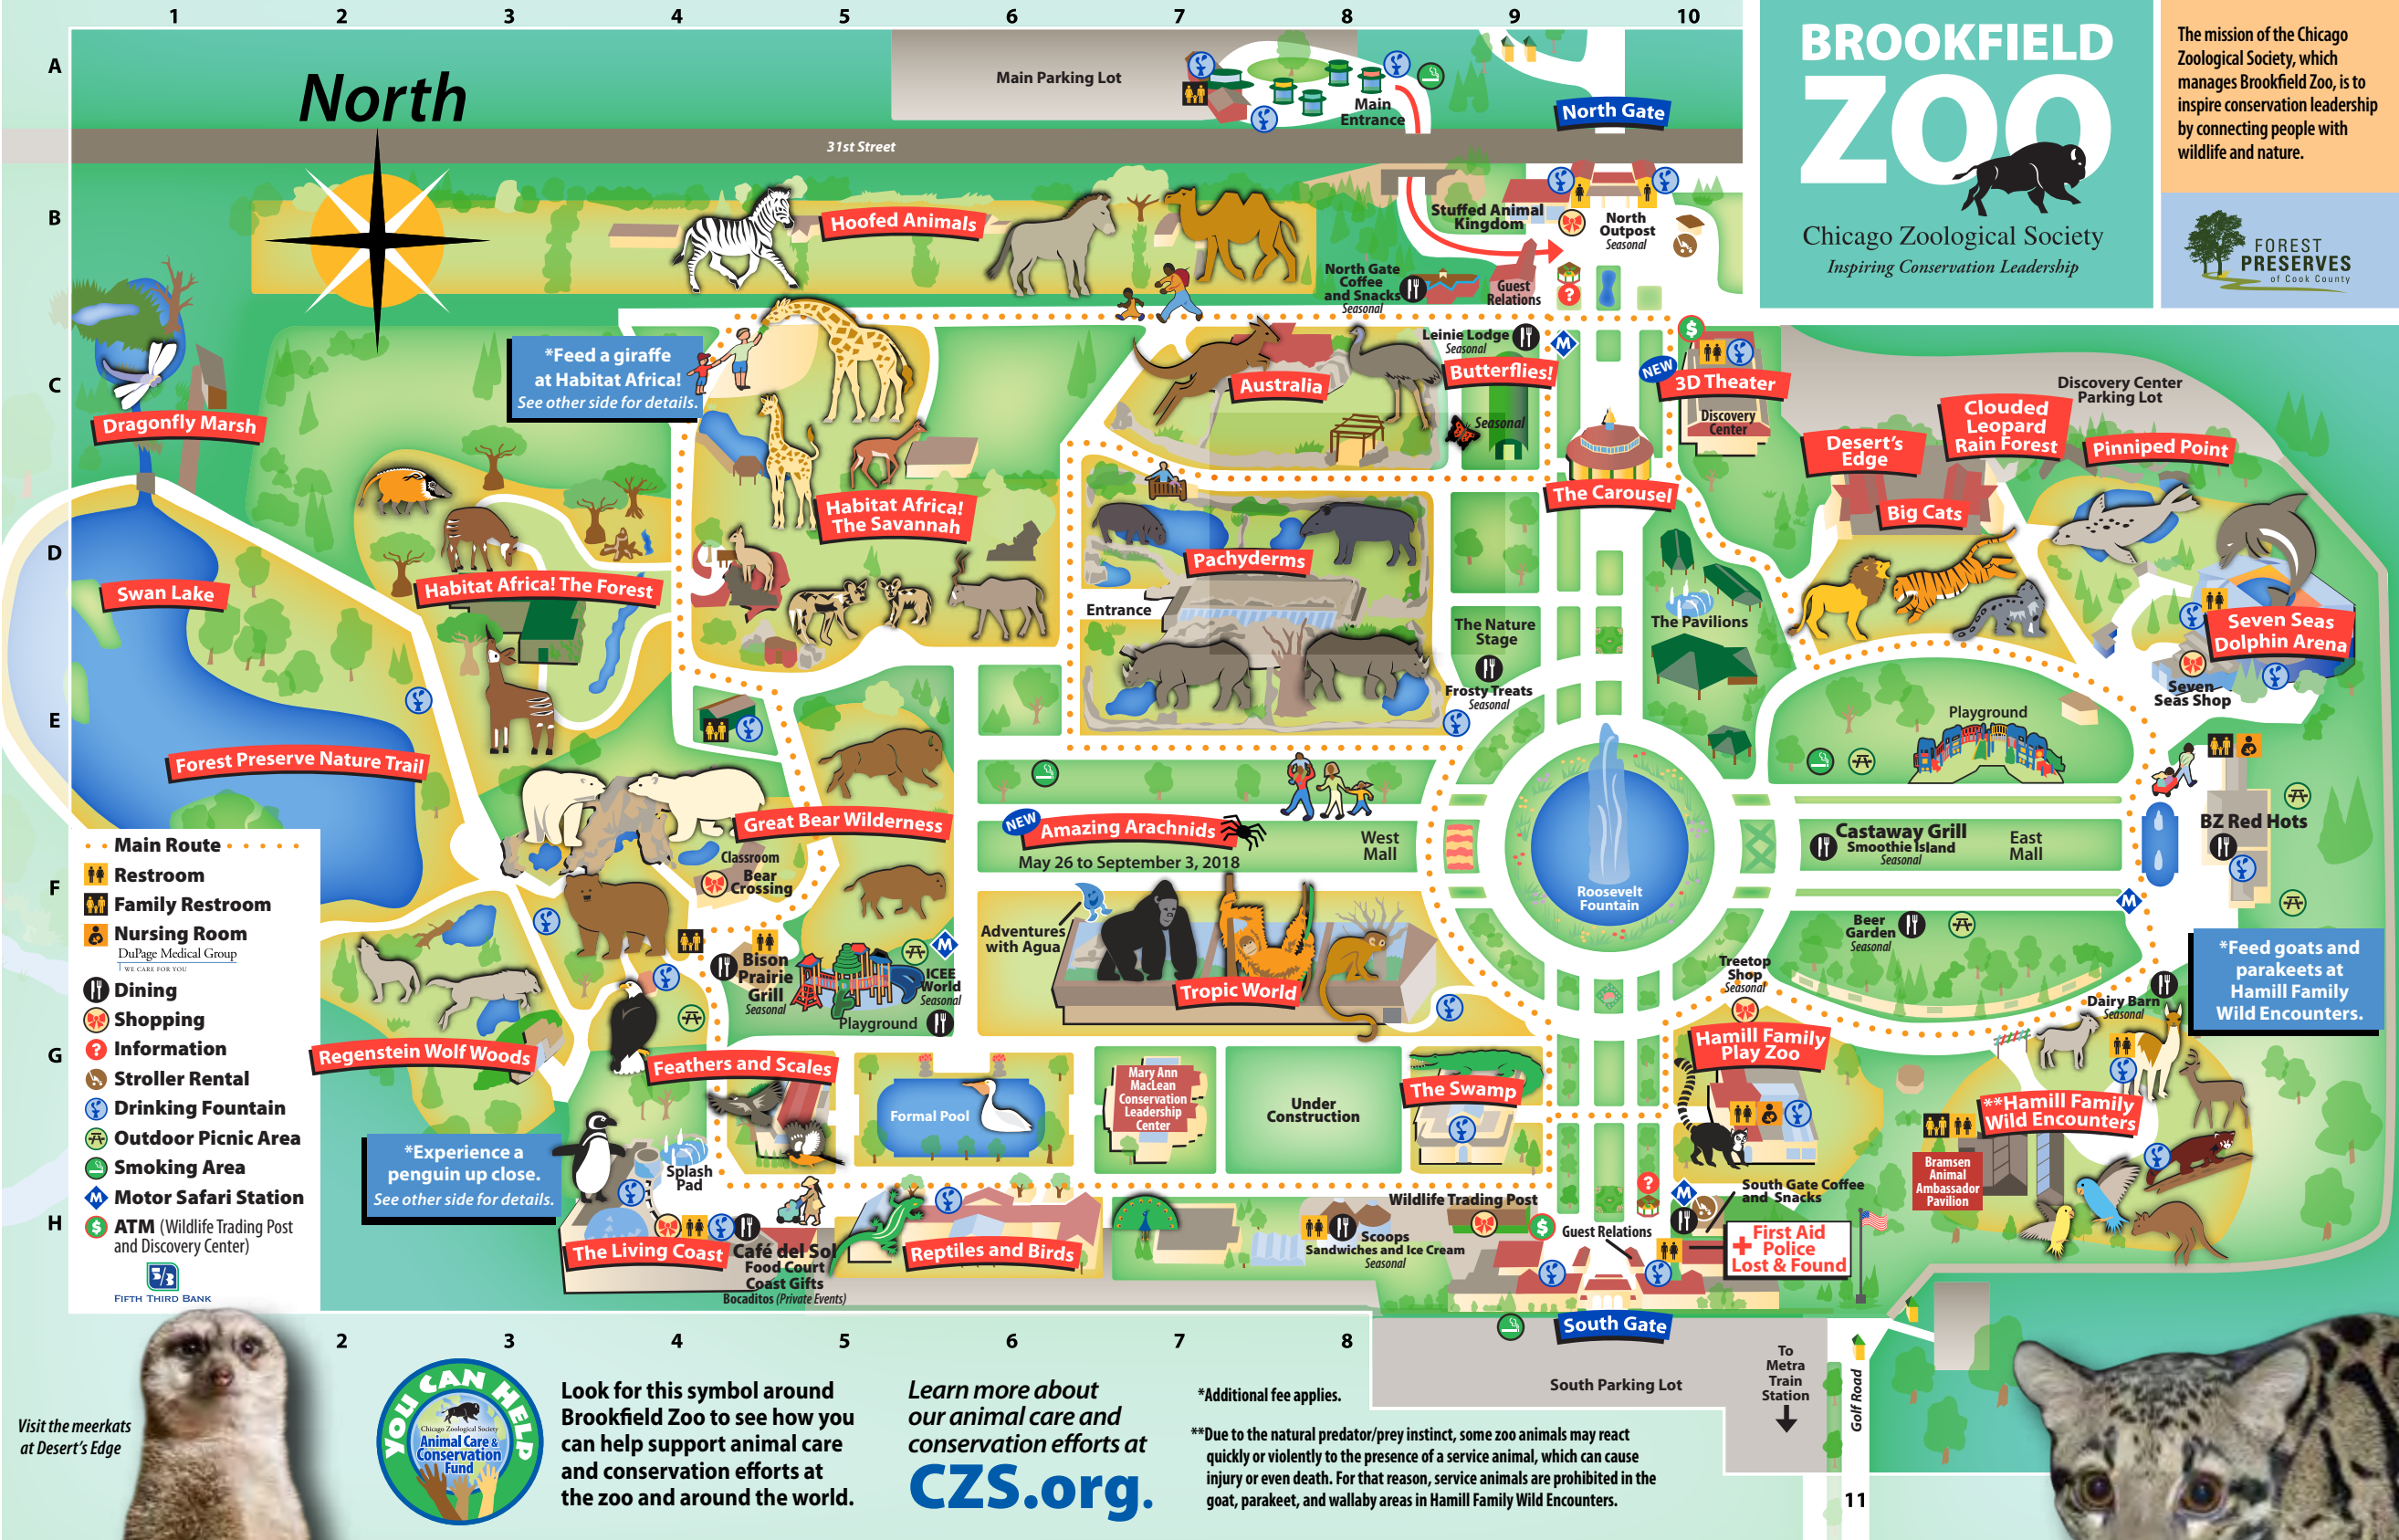 1 2 3 4 5 6 7 8 9 10
A
B
C
D
E
F
G
H
North
Main Parking Lot
Main
Entrance
North Gate
31st Street
BROOKFIELD
ZOO
Chicago Zoological Society
Inspiring Conservation Leadership
The mission of the Chicago
Zoological Society, which
manages Brookfield Zoo, is to
inspire conservation leadership
by connecting people with
wildlife and nature.
FOREST
PRESERVES
of Cook County
Hoofed Animals
Stuffed Animal
Kingdom
North
Outpost
Seasonal
North Gate
Coffee
and Snacks
Seasonal
Guest
Relations
?
*Feed a giraffe
at Habitat Africa!
See other side for details.
Leinie Lodge
Seasonal
M
$
Butterflies!
Seasonal
Australia
NEW
3D Theater
Discovery
Center
Discovery Center
Parking Lot
Dragonfly Marsh
Desert's
Edge
Clouded
Leopard
Rain Forest
Pinniped Point
Big Cats
The Carousel
Habitat Africa!
The Savannah
Pachyderms
Entrance
Habitat Africa! The Forest
Swan Lake
The Nature
Stage
Frosty Treats
Seasonal
The Pavilions
Seven Seas
Dolphin Arena
Seven
Seas Shop
Playground
Forest Preserve Nature Trail
Great Bear Wilderness
Classroom
Bear
Crossing
NEW
Amazing Arachnids
May 26 to September 3, 2018
West
Mall
Roosevelt
Fountain
Castaway Grill
Smoothie Island
Seasonal
East
Mall
BZ Red Hots
M
Beer
Garden
Seasonal
Adventures
with Agua
Tropic World
Bison
Prairie
Grill
Seasonal
M
ICEE
World
Seasonal
Playground
Treetop
Shop
Seasonal
Dairy Barn
Seasonal
*Feed goats and
parakeets at
Hamill Family
Wild Encounters.
Hamill Family
Play Zoo
Regenstein Wolf Woods
Feathers and Scales
Formal Pool
Mary Ann
MacLean
Conservation
Leadership
Center
Under
Construction
The Swamp
**Hamill Family
Wild Encounters
Bramsen
Animal
Ambassador
Pavilion
*Experience a
penguin up close.
See other side for details.
Splash
Pad
The Living Coast
Café del Sol
Food Court
Coast Gifts
Bocaditos (Private Events)
Reptiles and Birds
Scoops
Sandwiches and Ice Cream
Seasonal
Wildlife Trading Post
$
Guest Relations
?
M
South Gate Coffee
and Snacks
First Aid
Police
Lost & Found
South Gate
South Parking Lot
To
Metra
Train
Station
Golf Road
Main Route
Restroom
Family Restroom
Nursing Room
DuPage Medical Group
WE CARE FOR YOU
Dining
Shopping
? Information
Stroller Rental
Drinking Fountain
Outdoor Picnic Area
Smoking Area
M Motor Safari Station
$ ATM (Wildlife Trading Post
and Discovery Center)
5/3
FIFTH THIRD BANK
2 3 4 5 6 7 8
11
Visit the meerkats
at Desert's Edge
YOU CAN HELP
Chicago Zoological Society
Animal Care &
Conservation
Fund
Look for this symbol around
Brookfield Zoo to see how you
can help support animal care
and conservation efforts at
the zoo and around the world.
Learn more about
our animal care and
conservation efforts at
CZS.org.
*Additional fee applies.
**Due to the natural predator/prey instinct, some zoo animals may react
quickly or violently to the presence of a service animal, which can cause
injury or even death. For that reason, service animals are prohibited in the
goat, parakeet, and wallaby areas in Hamill Family Wild Encounters.